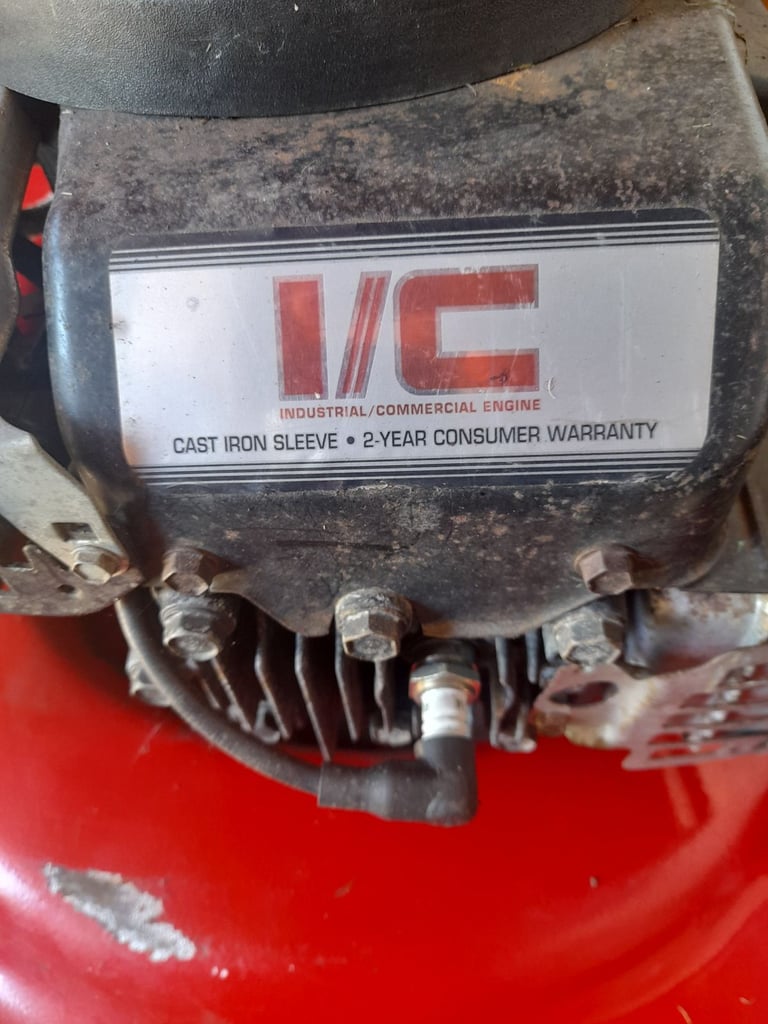 I/C
INDUSTRIAL/COMMERCIAL ENGINE
CAST IRON SLEEVE • 2-YEAR CONSUMER WARRANTY